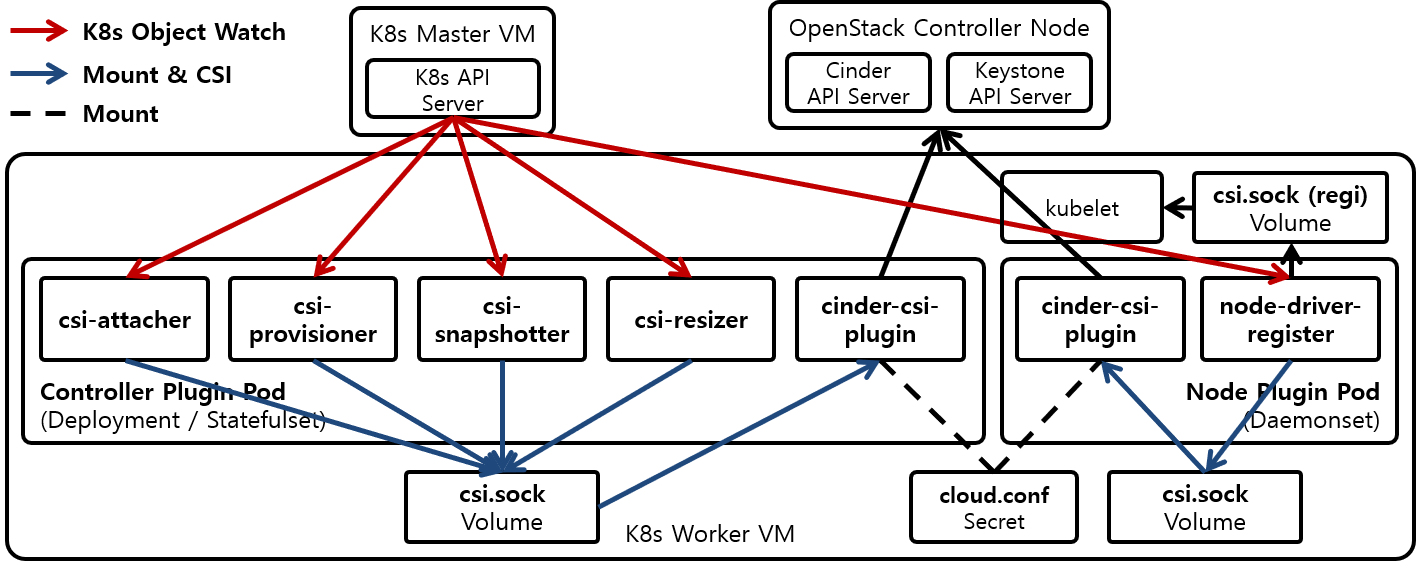 K8s Object Watch
Mount & CSI
Mount
K8s Master VM
K8s API
Server
OpenStack Controller Node
Cinder
API Server
Keystone
API Server
kubelet
csi.sock (regi)
Volume
csi-attacher
csi-
provisioner
csi-
snapshotter
csi-resizer
cinder-csi-
plugin
Controller Plugin Pod
(Deployment / Statefulset)
cinder-csi-
plugin
node-driver-
register
Node Plugin Pod
(Daemonset)
csi.sock
Volume
K8s Worker VM
cloud.conf
Secret
csi.sock
Volume